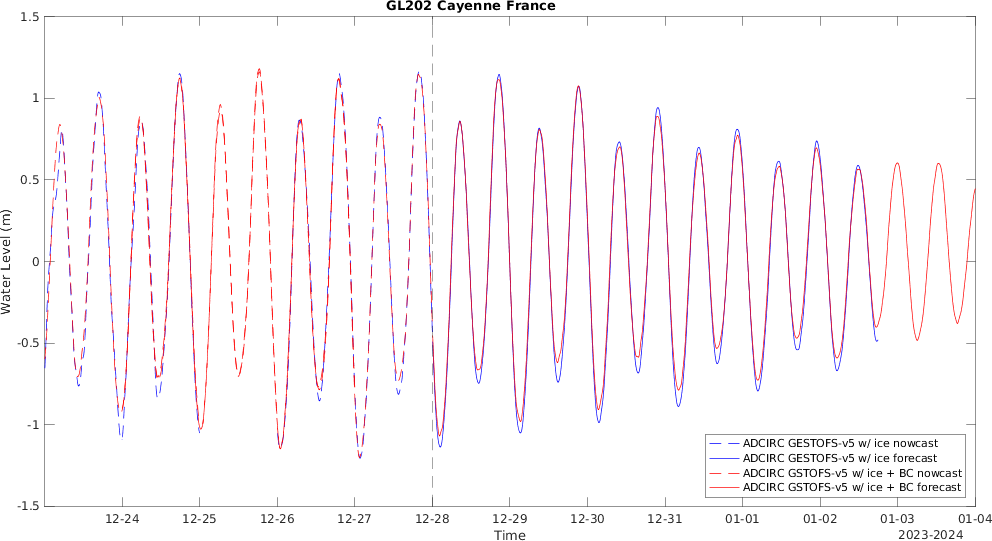 GL202 Cayenne France
1.5
1
0.5
0
-0.5
-1
-1.5
Water Level (m)
12-24 12-25 12-26 12-27 12-28 12-29 12-30 12-31 01-01 01-02 01-03 01-04
Time
2023-2024
ADCIRC GESTOFS-v5 w/ ice nowcast
ADCIRC GESTOFS-v5 w/ ice forecast
ADCIRC GSTOFS-v5 w/ ice + BC nowcast
ADCIRC GSTOFS-v5 w/ ice + BC forecast